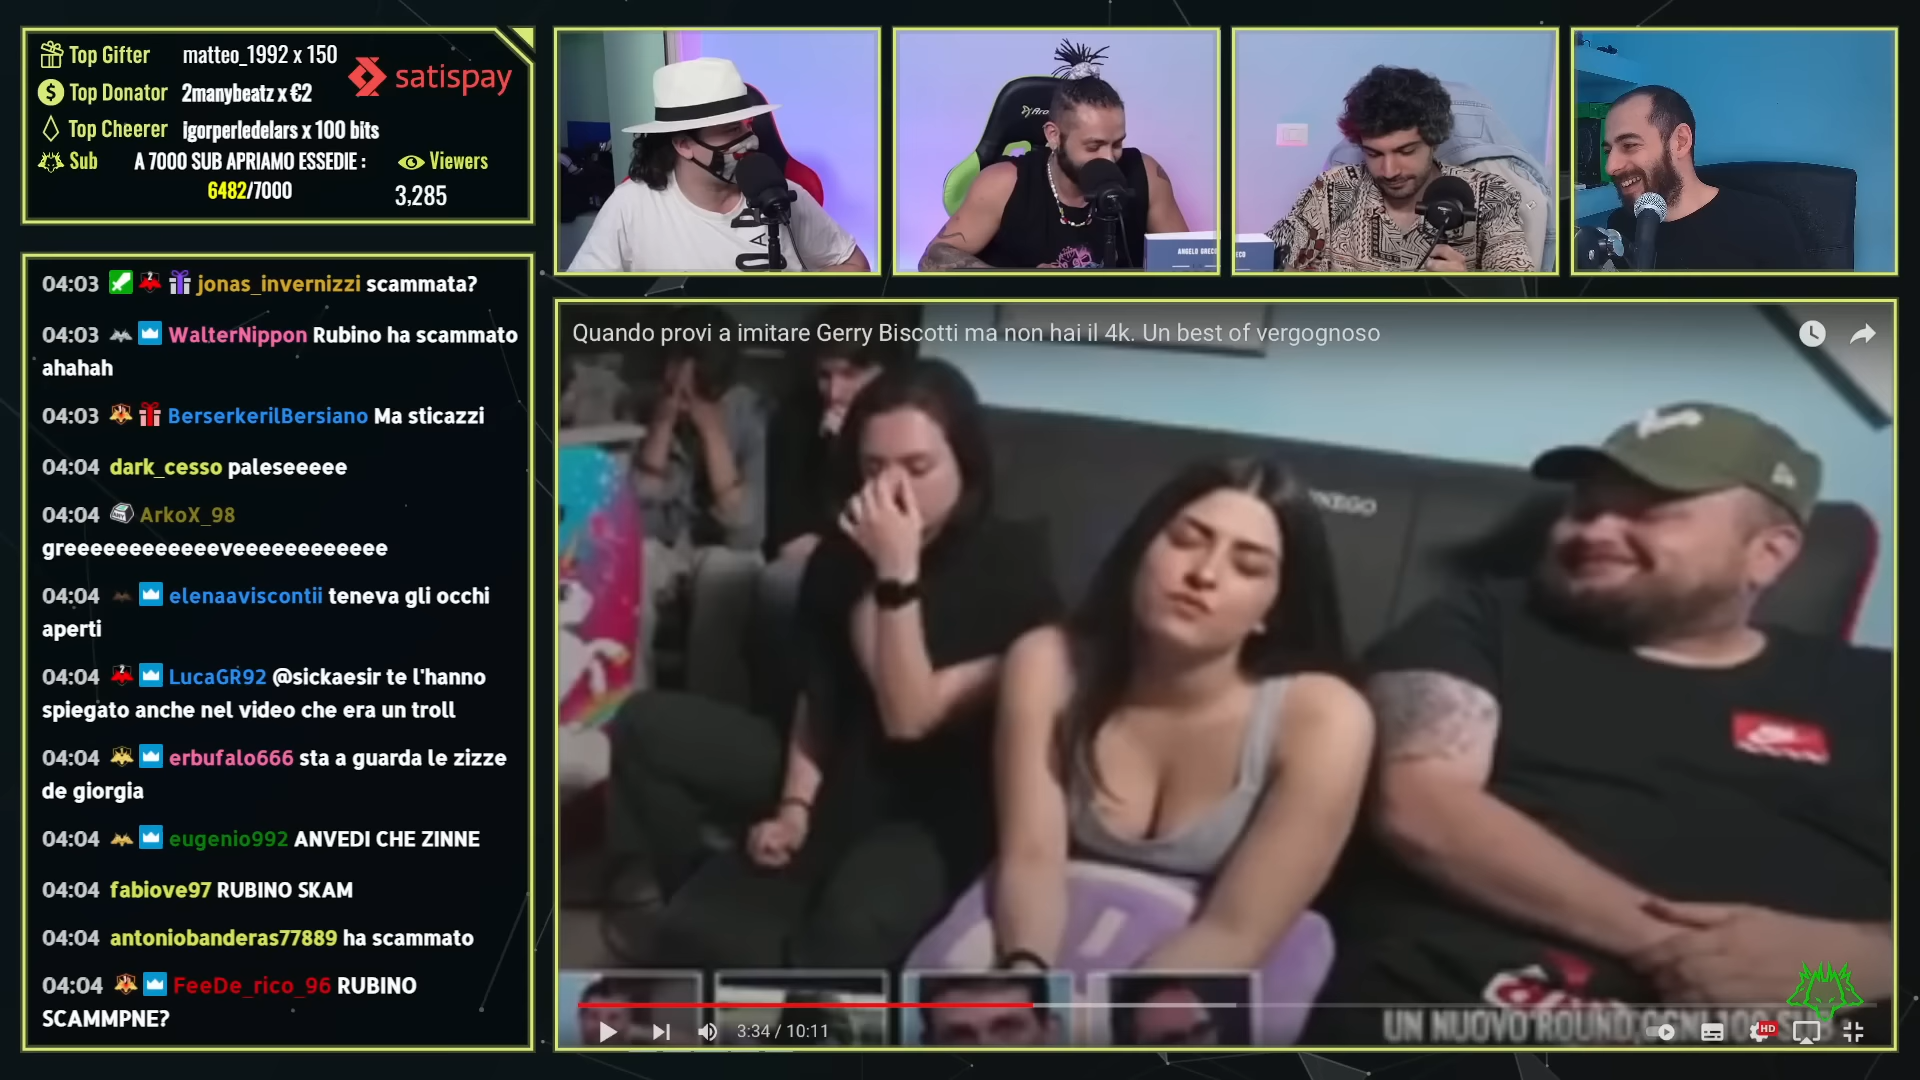 Top Gifter matteo_1992 x 150
satispay
Top Donator 2manybeatz x €2
Top Cheerer igorperledelars x 100 bits
Sub A 7000 SUB APRIAMO ESSEDIE : Viewers
6482/7000 3,285
04:03 jonas_invernizzi scammata?
04:03 WalterNippon Rubino ha scammato
ahahah
04:03 BerserkerilBersiano Ma sticazzi
04:04 dark_cesso paleseeeee
04:04 ArkoX_98
greeeeeeeeeeeeveeeeeeeeeeee
04:04 elenaaviscontii teneva gli occhi
aperti
04:04 LucaGR92 @sickaesir te l'hanno
spiegato anche nel video che era un troll
04:04 erbufalo666 sta a guarda le zizze
de giorgia
04:04 eugenio992 ANVEDI CHE ZINNE
04:04 fabiove97 RUBINO SKAM
04:04 antoniobanderas77889 ha scammato
04:04 FeeDe_rico_96 RUBINO
SCAMMPNE?
ANGELO GRECO
Quando provi a imitare Gerry Biscotti ma non hai il 4k. Un best of vergognoso
3:34 / 10:11
UN NUOVO ROUND
HD